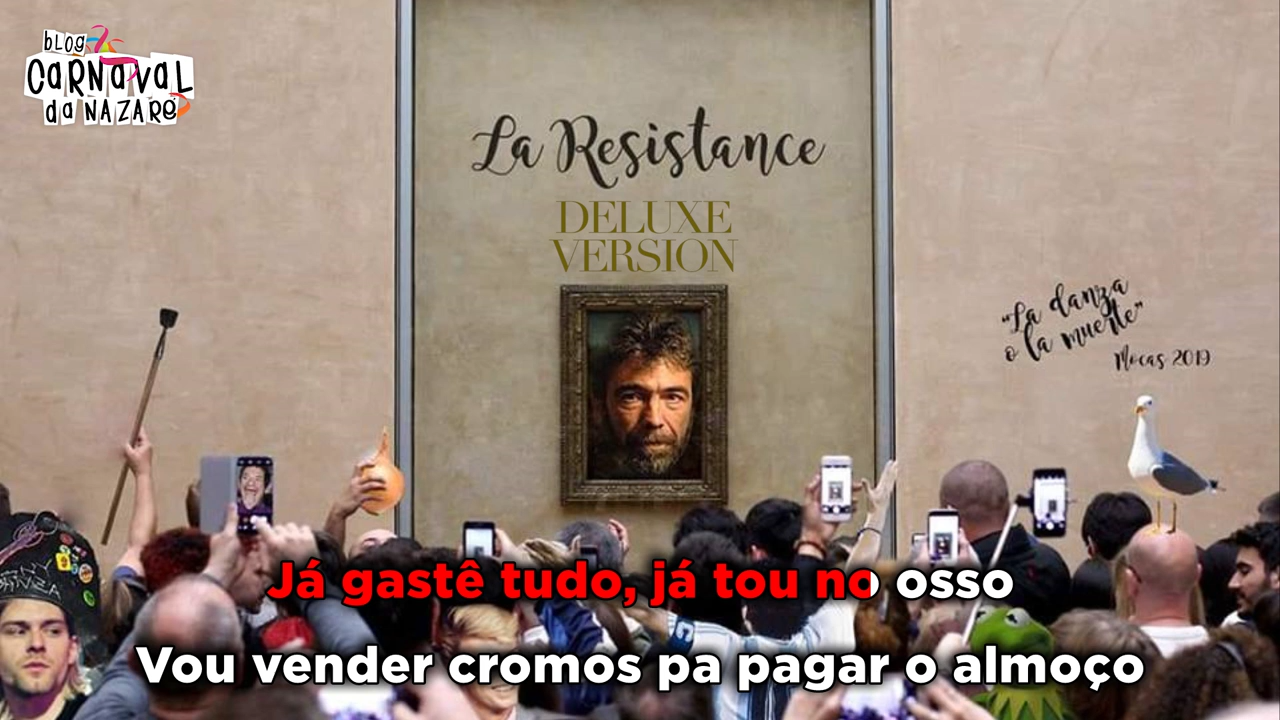 BLOG
CARNAVAL
da NAZARÉ
La Resistance
DELUXE
VERSION
"La danza
o la muerte"
Mocas 2019
Já gastê tudo, já tou no osso
Vou vender cromos pa pagar o almoço